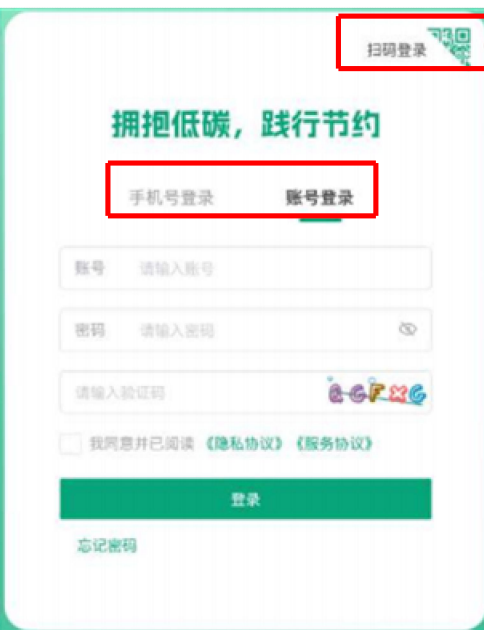 扫码登录
拥抱低碳，践行节约
手机号登录 账号登录
账号 请输入账号
密码 请输入密码
请输入验证码
我同意并已阅读《隐私协议》《服务协议》
登录
忘记密码